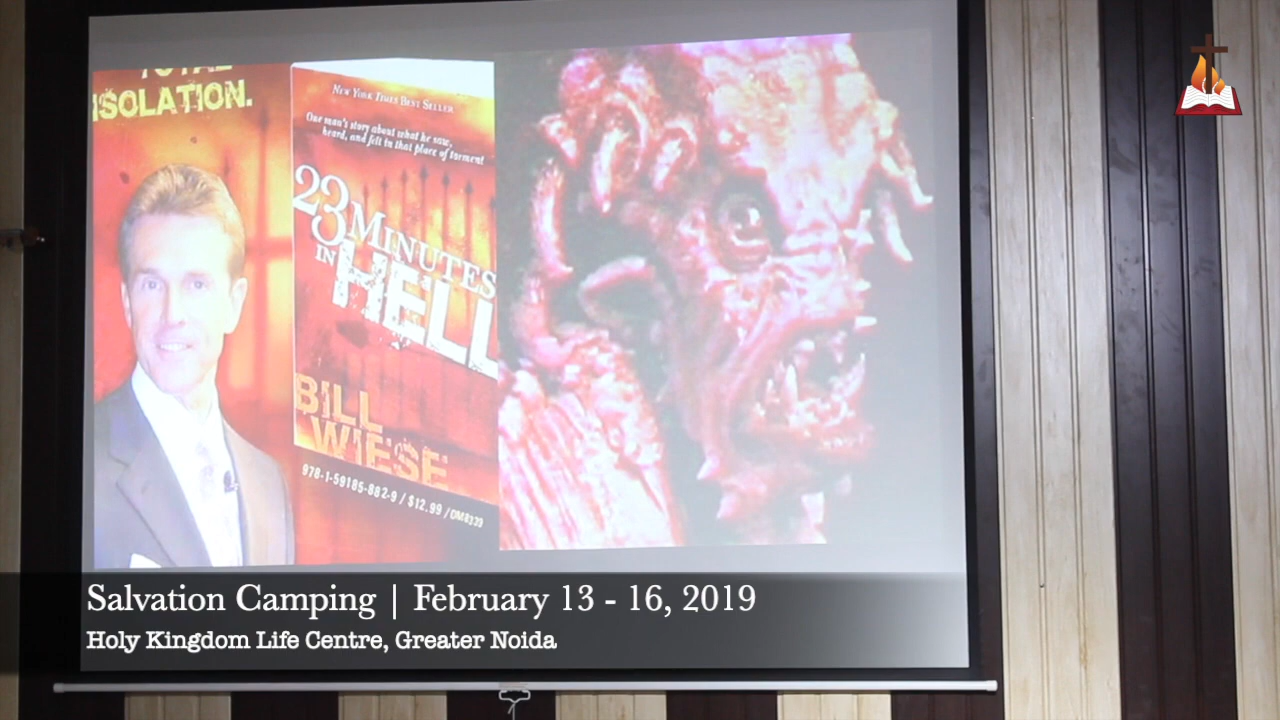 TOTAL
ISOLATION.
NEW YORK TIMES BEST SELLER
One man's story about what he saw,
heard, and felt in that place of torment
23 MINUTES
IN HELL
BILL
WIESE
978-1-59185-882-9 / $12.99 /
Salvation Camping | February 13 - 16, 2019
Holy Kingdom Life Centre, Greater Noida